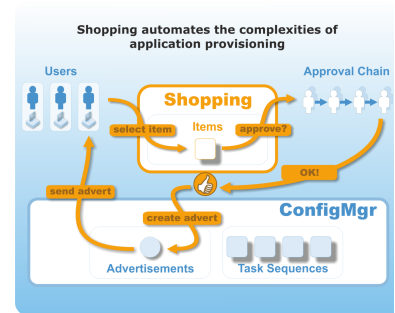 Shopping automates the complexities of
application provisioning
Users
Shopping
Approval Chain
Items
select item
approve?
OK!
send advert
create advert
ConfigMgr
Advertisements
Task Sequences